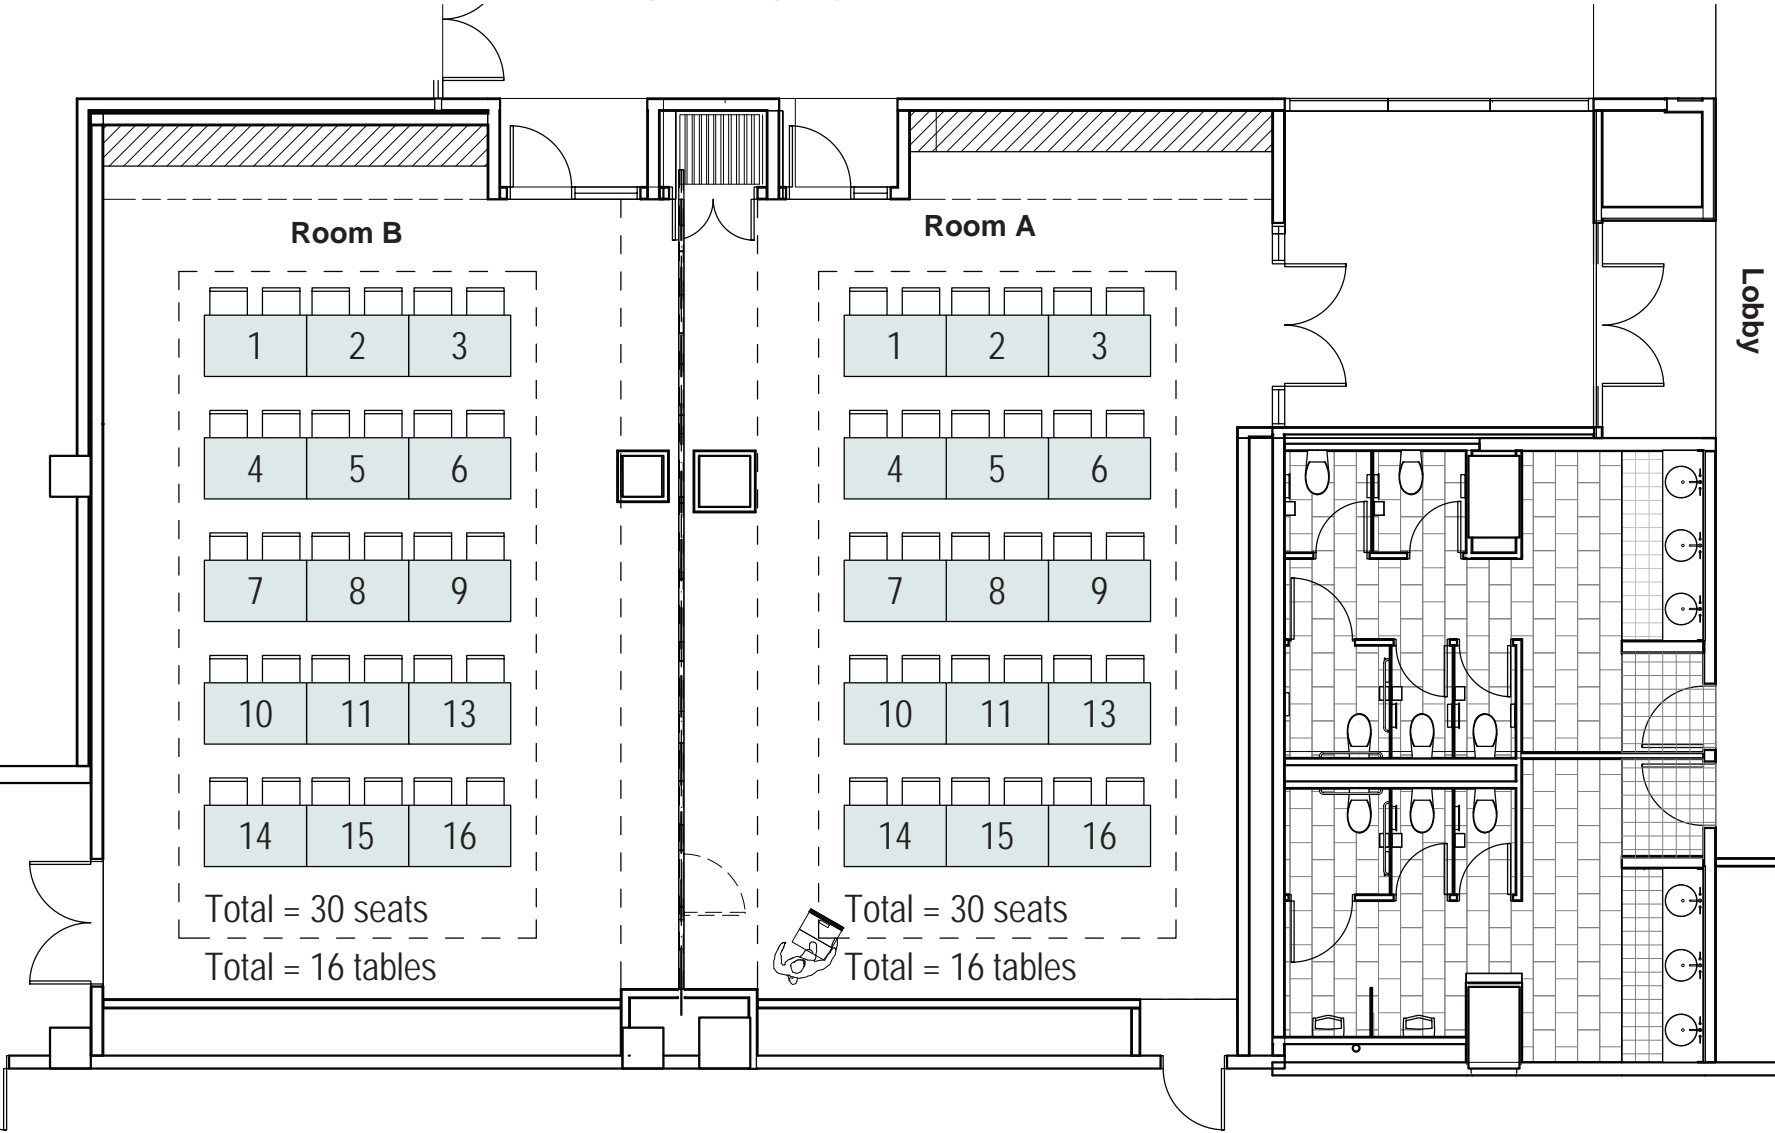 Room B
1 2 3
4 5 6
7 8 9
10 11 13
14 15 16
Total = 30 seats
Total = 16 tables
Room A
1 2 3
4 5 6
7 8 9
10 11 13
14 15 16
Total = 30 seats
Total = 16 tables
Lobby